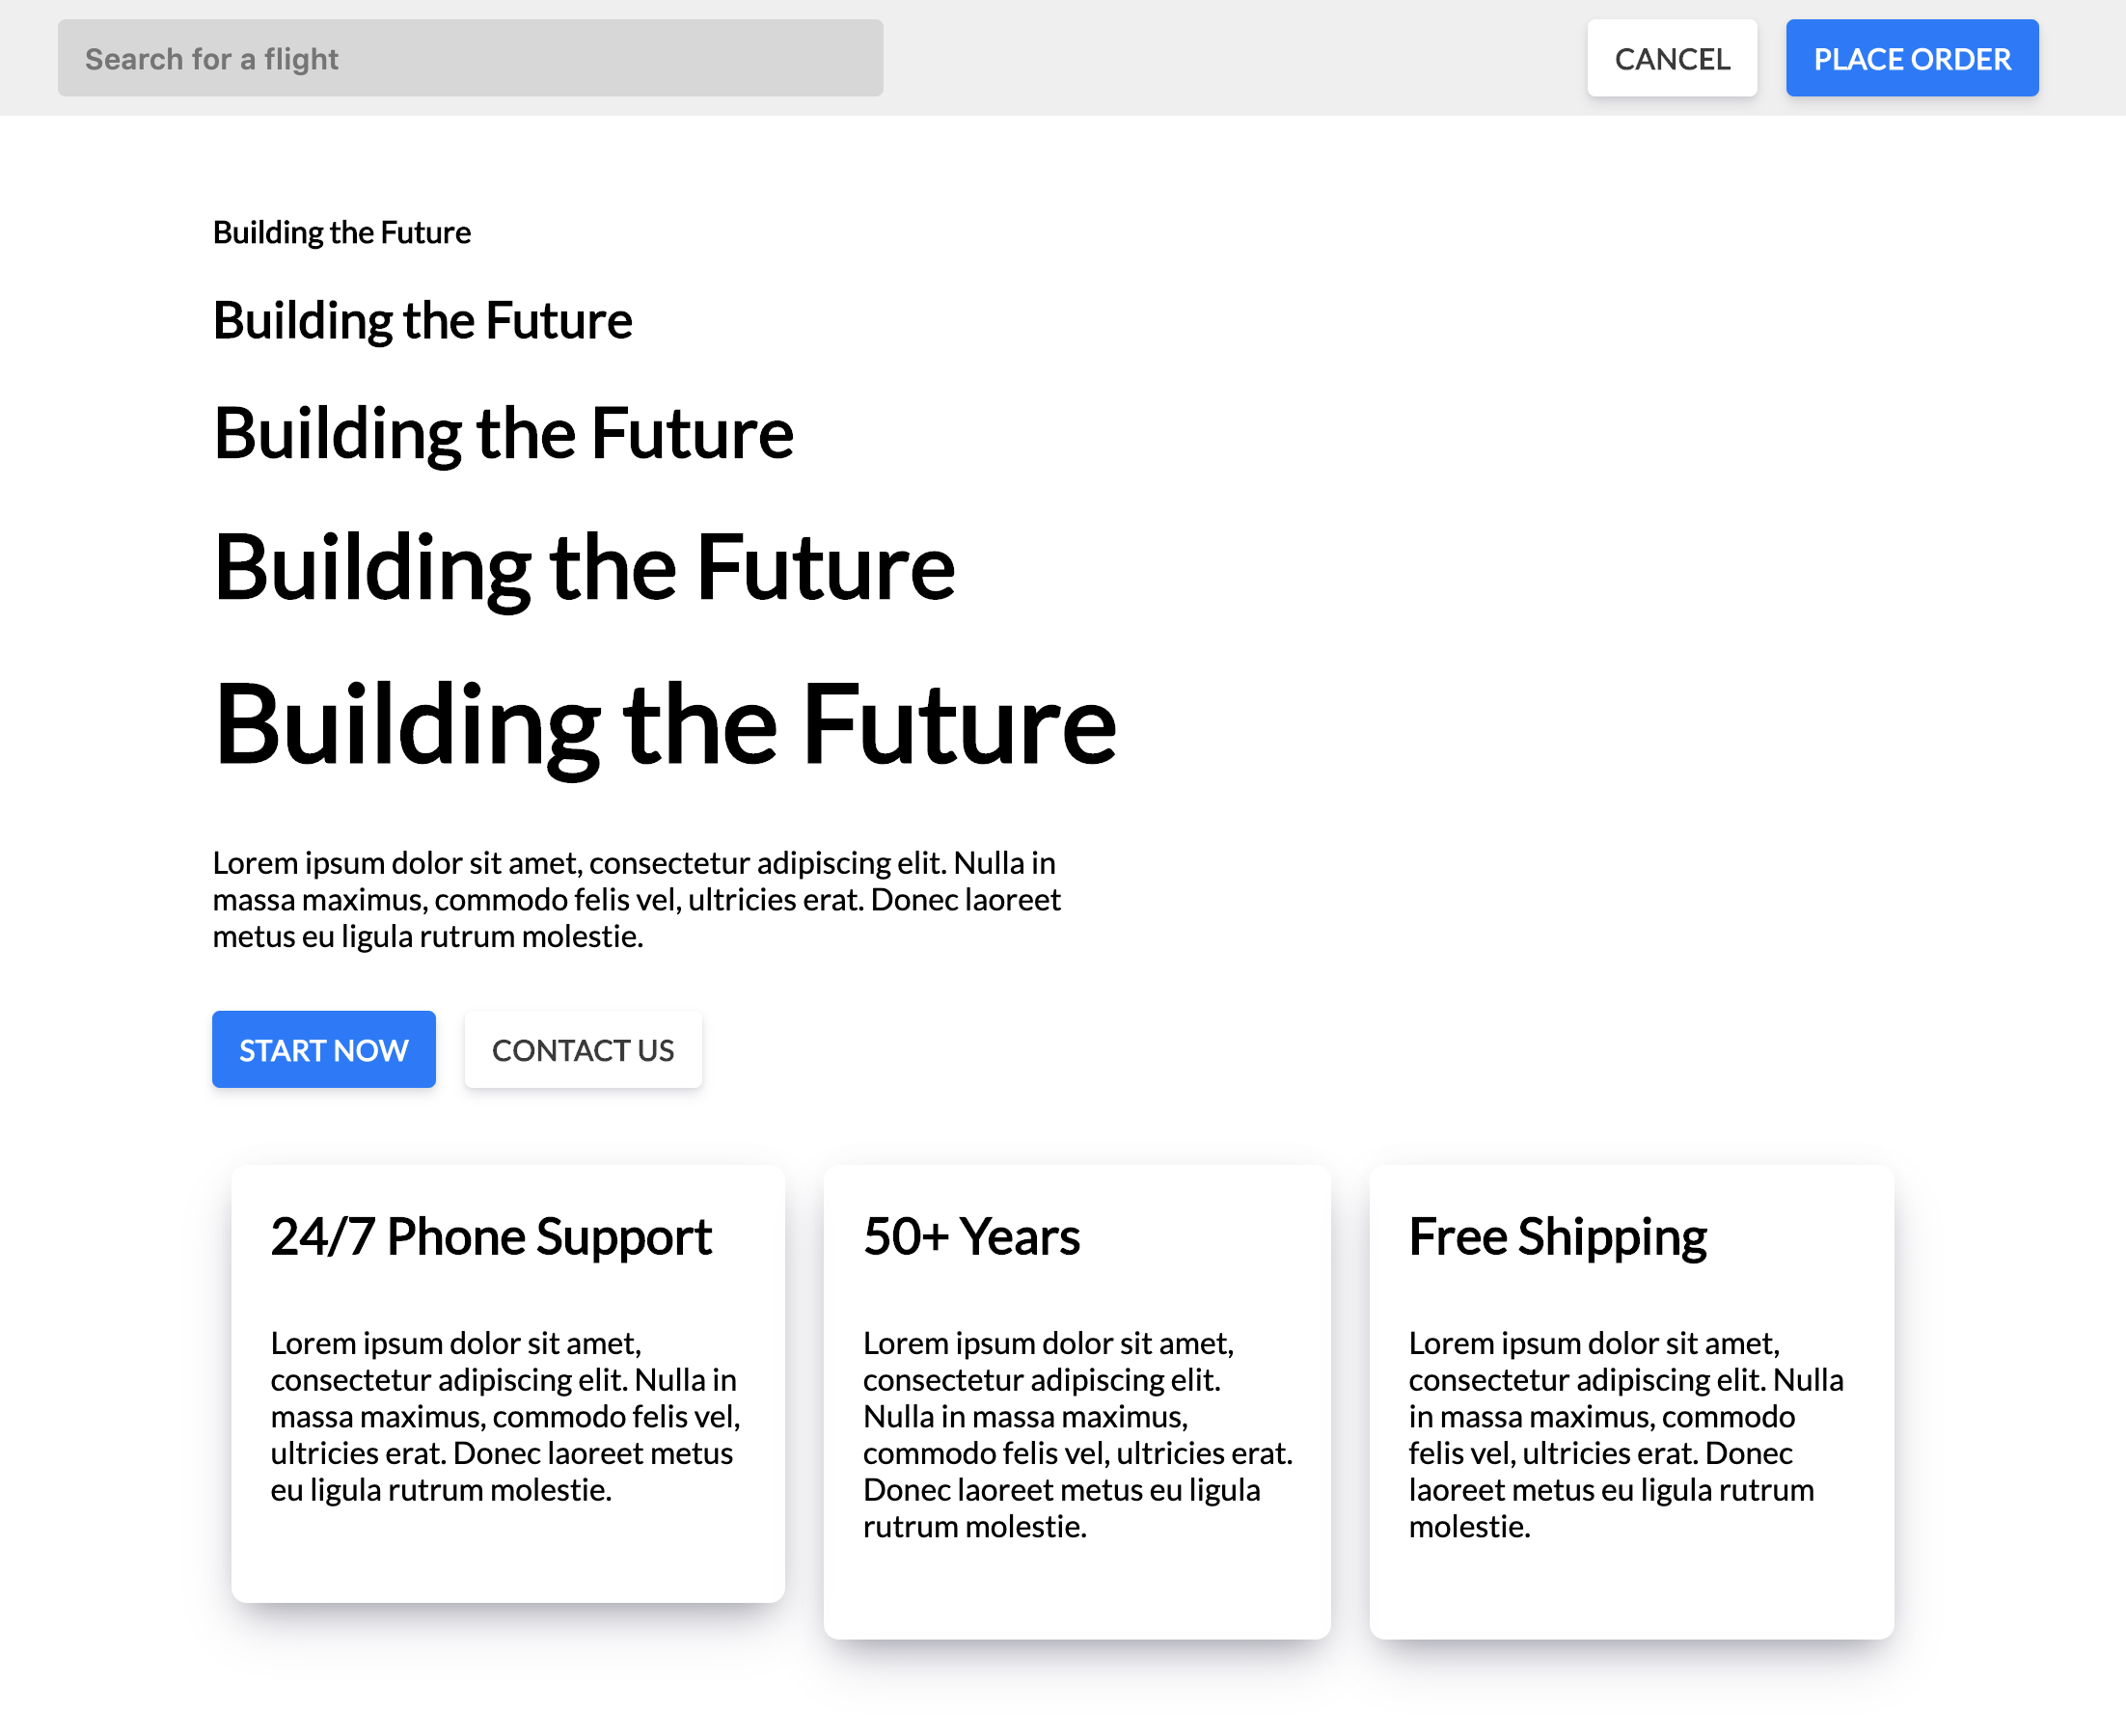 Search for a flight
CANCEL
PLACE ORDER
Building the Future
Building the Future
Building the Future
Building the Future
Building the Future
Lorem ipsum dolor sit amet, consectetur adipiscing elit. Nulla in
massa maximus, commodo felis vel, ultricies erat. Donec laoreet
metus eu ligula rutrum molestie.
START NOW
CONTACT US
24/7 Phone Support
Lorem ipsum dolor sit amet,
consectetur adipiscing elit. Nulla in
massa maximus, commodo felis vel,
ultricies erat. Donec laoreet metus
eu ligula rutrum molestie.
50+ Years
Lorem ipsum dolor sit amet,
consectetur adipiscing elit.
Nulla in massa maximus,
commodo felis vel, ultricies erat.
Donec laoreet metus eu ligula
rutrum molestie.
Free Shipping
Lorem ipsum dolor sit amet,
consectetur adipiscing elit. Nulla
in massa maximus, commodo
felis vel, ultricies erat. Donec
laoreet metus eu ligula rutrum
molestie.